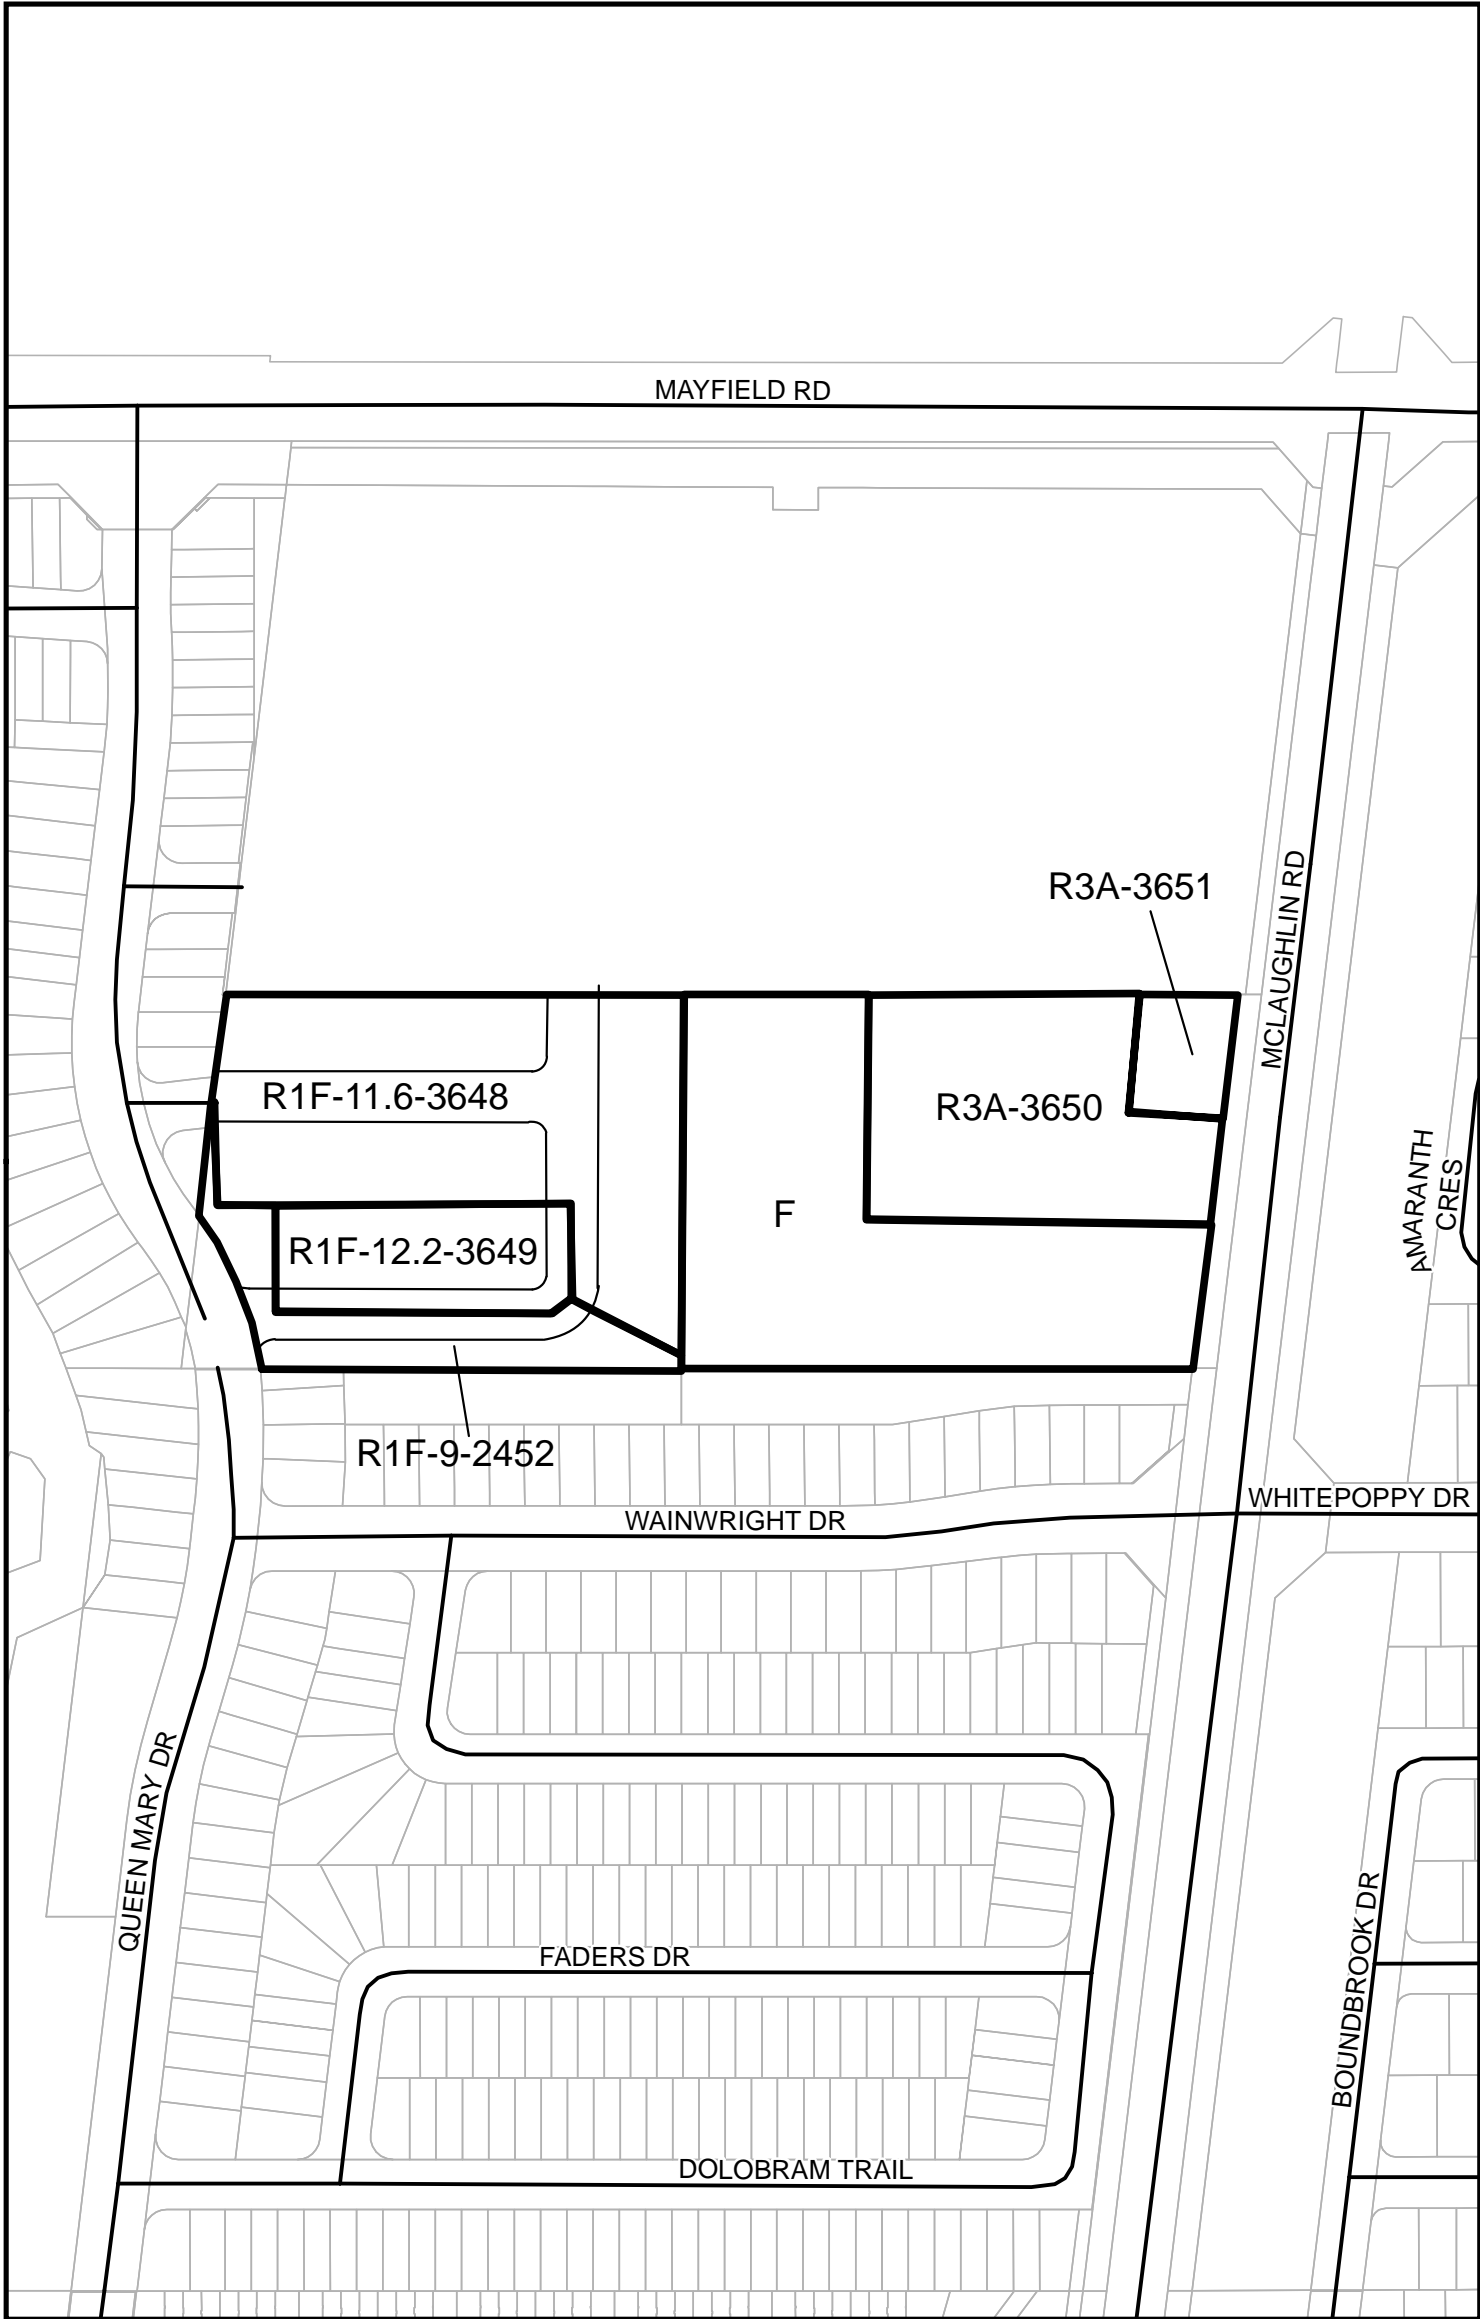 MAYFIELD RD
R3A-3651
MCLAUGHLIN RD
R1F-11.6-3648
R3A-3650
AMARANTH
CRES
F
R1F-12.2-3649
R1F-9-2452
WHITEPOPPY DR
WAINWRIGHT DR
QUEEN MARY DR
BOUNDBROOK DR
FADERS DR
DOLOBRAM TRAIL